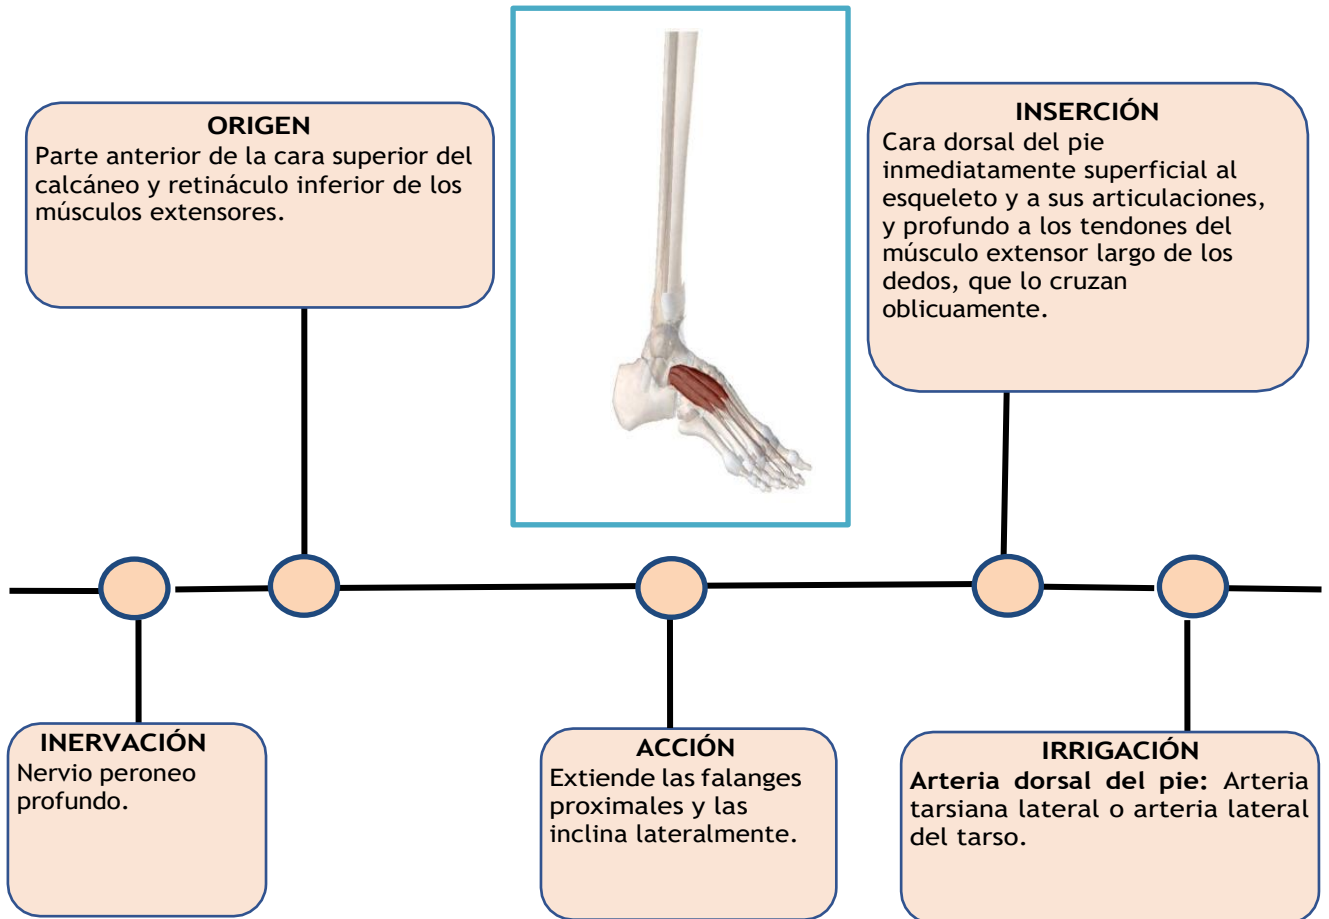 ORIGEN
Parte anterior de la cara superior del
calcáneo y retináculo inferior de los
músculos extensores.
INSERCIÓN
Cara dorsal del pie
inmediatamente superficial al
esqueleto y a sus articulaciones,
y profundo a los tendones del
músculo extensor largo de los
dedos, que lo cruzan
oblicuamente.
INERVACIÓN
Nervio peroneo
profundo.
ACCIÓN
Extiende las falanges
proximales y las
inclina lateralmente.
IRRIGACIÓN
Arteria dorsal del pie: Arteria
tarsiana lateral o arteria lateral
del tarso.